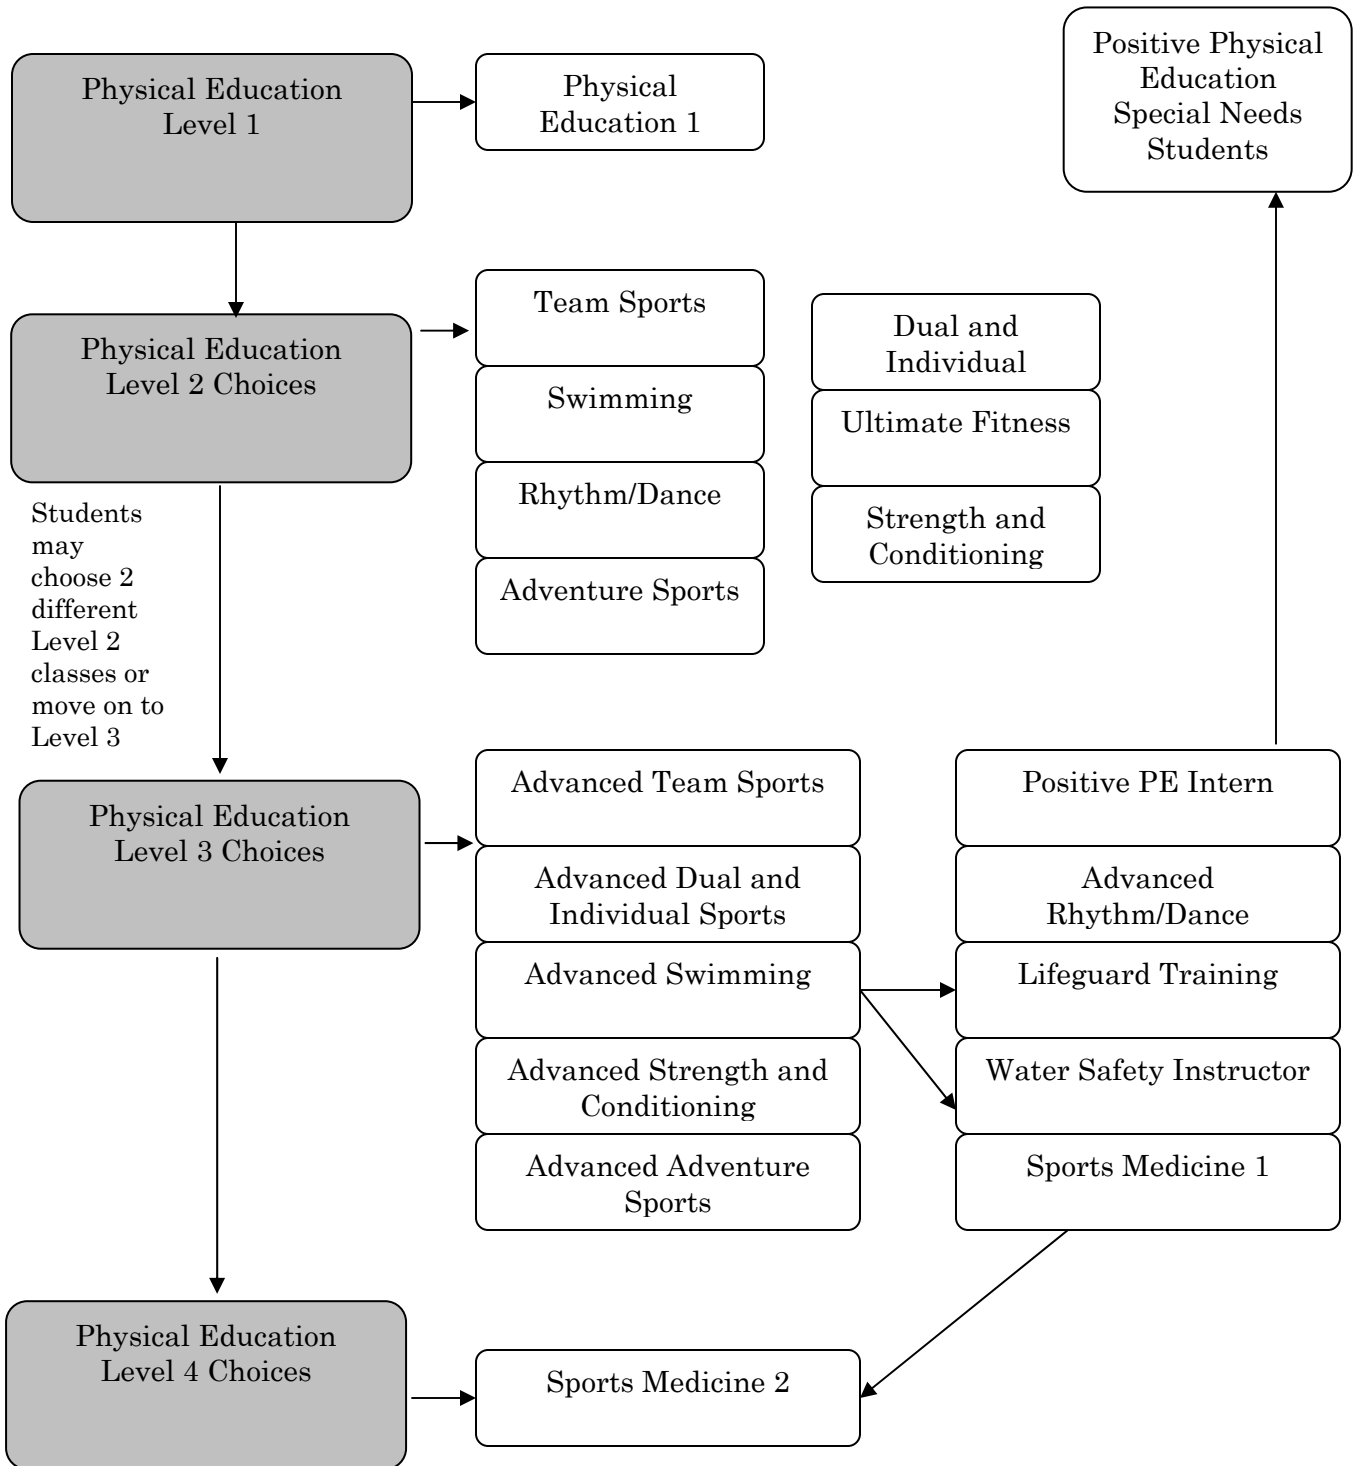 Physical Education
Level 1
Physical
Education 1
Positive Physical
Education
Special Needs
Students
Physical Education
Level 2 Choices
Team Sports
Swimming
Rhythm/Dance
Adventure Sports
Dual and
Individual
Ultimate Fitness
Strength and
Conditioning
Students
may
choose 2
different
Level 2
classes or
move on to
Level 3
Physical Education
Level 3 Choices
Advanced Team Sports
Advanced Dual and
Individual Sports
Advanced Swimming
Advanced Strength and
Conditioning
Advanced Adventure
Sports
Positive PE Intern
Advanced
Rhythm/Dance
Lifeguard Training
Water Safety Instructor
Sports Medicine 1
Physical Education
Level 4 Choices
Sports Medicine 2